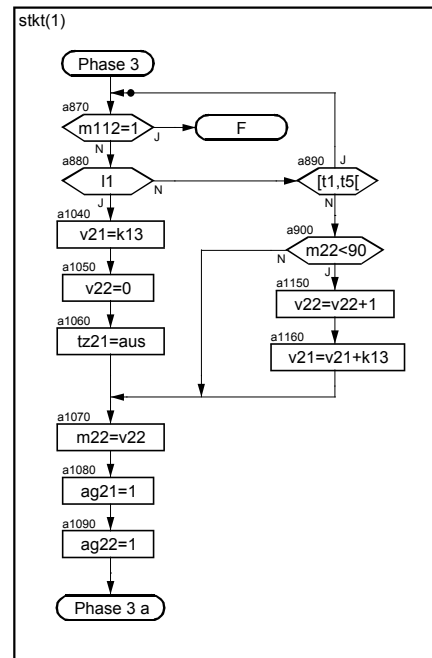 stkt(1)
Phase 3
a870
m112=1
J
F
N
a880
l1
N
J
a890
J
[t1,t5[
N
a1040
v21=k13
a900
m22<90
N
J
a1050
v22=0
a1150
v22=v22+1
a1060
tz21=aus
a1160
v21=v21+k13
a1070
m22=v22
a1080
ag21=1
a1090
ag22=1
Phase 3 a